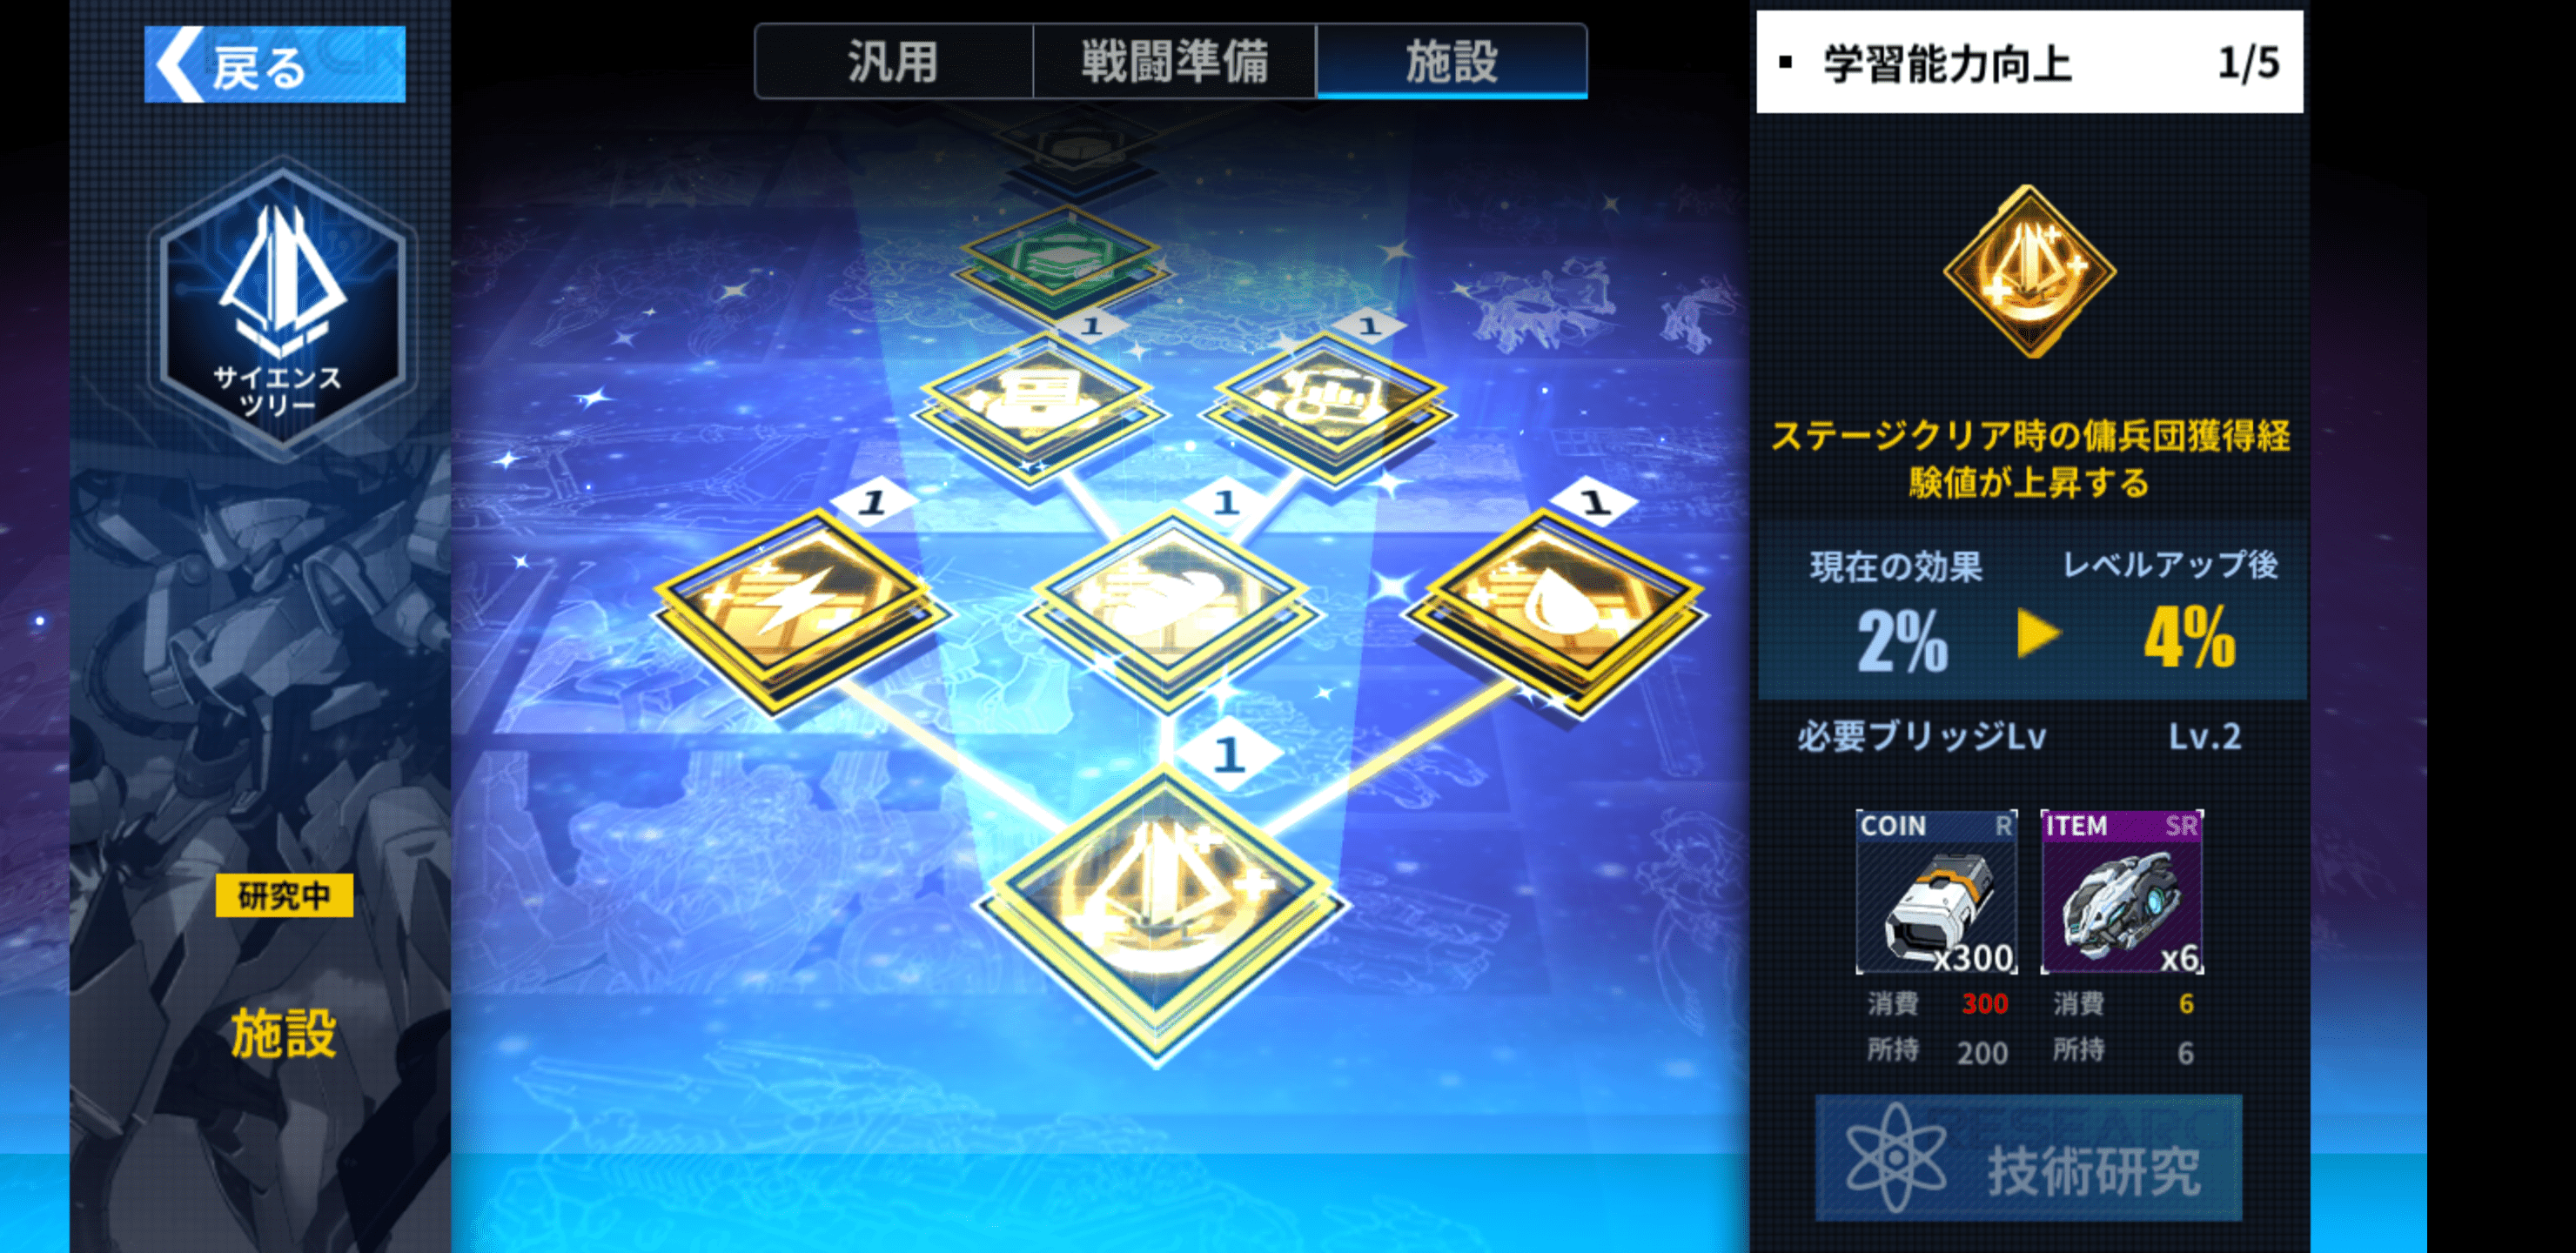 戻る
汎用
戦闘準備
施設
サイエンス
ツリー
研究中
施設
1
1
1
1
1
1
・ 学習能力向上 1/5
ステージクリア時の傭兵団獲得経
験値が上昇する
現在の効果 レベルアップ後
2% 4%
必要ブリッジLv Lv.2
COIN R
ITEM SR
x300
x6
消費 300
消費 6
所持 200
所持 6
技術研究